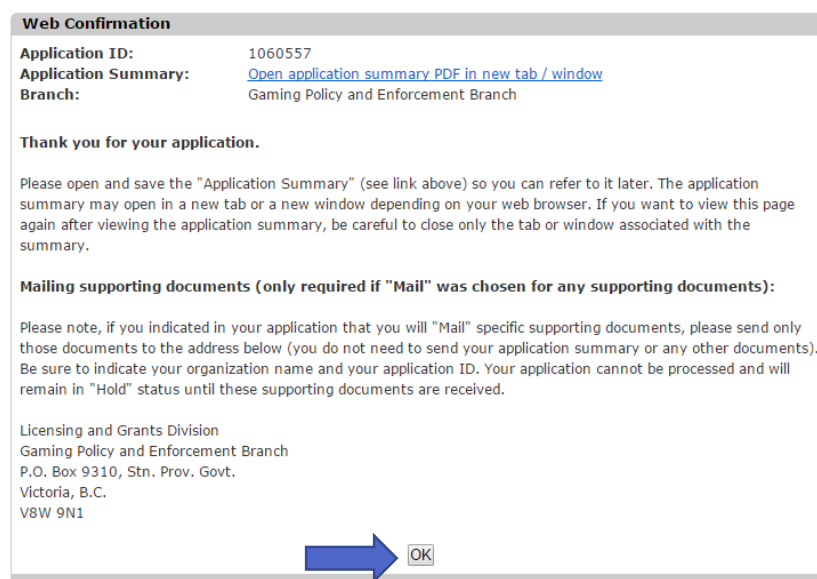 Web Confirmation
Application ID: 1060557
Application Summary: Open application summary PDF in new tab / window
Branch: Gaming Policy and Enforcement Branch
Thank you for your application.
Please open and save the "Application Summary" (see link above) so you can refer to it later. The application
summary may open in a new tab or a new window depending on your web browser. If you want to view this page
again after viewing the application summary, be careful to close only the tab or window associated with the
summary.
Mailing supporting documents (only required if "Mail" was chosen for any supporting documents):
Please note, if you indicated in your application that you will "Mail" specific supporting documents, please send only
those documents to the address below (you do not need to send your application summary or any other documents).
Be sure to indicate your organization name and your application ID. Your application cannot be processed and will
remain in "Hold" status until these supporting documents are received.
Licensing and Grants Division
Gaming Policy and Enforcement Branch
P.O. Box 9310, Stn. Prov. Govt.
Victoria, B.C.
V8W 9N1
OK